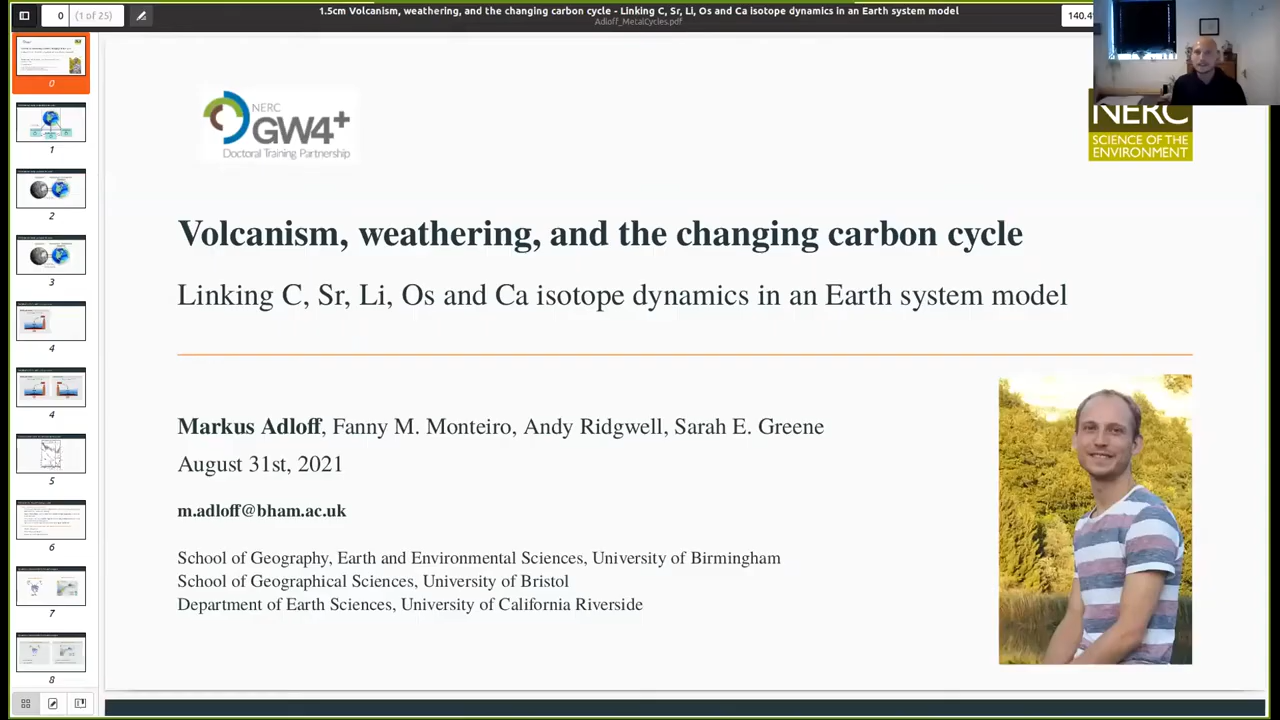 0
(1 of 25)
1.5cm Volcanism, weathering, and the changing carbon cycle - Linking C, Sr, Li, Os and Ca isotope dynamics in an Earth system model
Adloff_MetalCycles.pdf
NERC
GW4+
Doctoral Training Partnership
NERC
SCIENCE OF THE
ENVIRONMENT
Volcanism, weathering, and the changing carbon cycle
Linking C, Sr, Li, Os and Ca isotope dynamics in an Earth system model
Markus Adloff, Fanny M. Monteiro, Andy Ridgwell, Sarah E. Greene
August 31st, 2021
m.adloff@bham.ac.uk
School of Geography, Earth and Environmental Sciences, University of Birmingham
School of Geographical Sciences, University of Bristol
Department of Earth Sciences, University of California Riverside
0
1
2
3
4
4
5
6
7
8